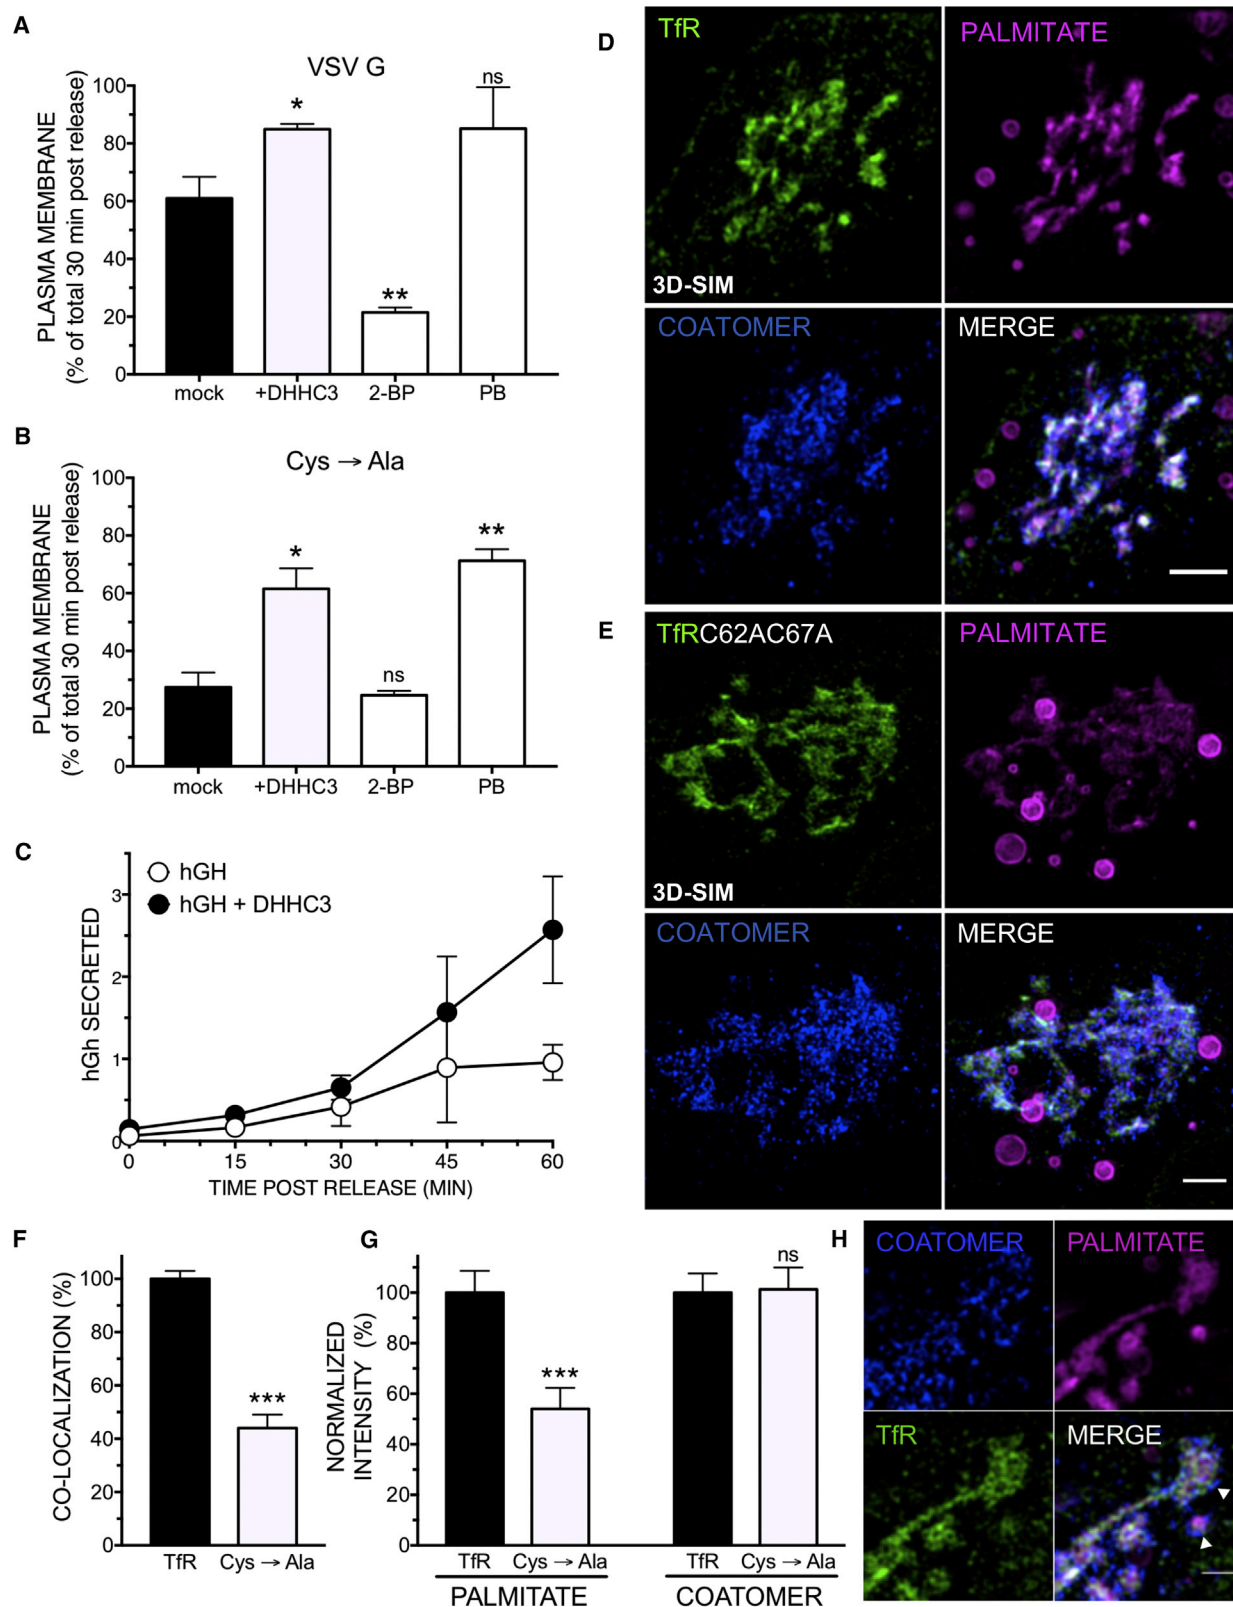 A
VSV G
PLASMA MEMBRANE
(% of total 30 min post release)
100
80
60
40
20
0
*
**
ns
mock
+DHHC3
2-BP
PB
B
Cys → Ala
PLASMA MEMBRANE
(% of total 30 min post release)
100
80
60
40
20
0
*
ns
**
mock
+DHHC3
2-BP
PB
C
hGH
hGH + DHHC3
hGh SECRETED
3
2
1
0
0
15
30
45
60
TIME POST RELEASE (MIN)
D
TfR
PALMITATE
3D-SIM
COATOMER
MERGE
E
TfRC62AC67A
PALMITATE
3D-SIM
COATOMER
MERGE
F
CO-LOCALIZATION (%)
100
80
60
40
20
0
***
TfR
Cys → Ala
G
NORMALIZED
INTENSITY (%)
100
80
60
40
20
0
***
ns
TfR
Cys → Ala
TfR
Cys → Ala
PALMITATE
COATOMER
H
COATOMER
PALMITATE
TfR
MERGE